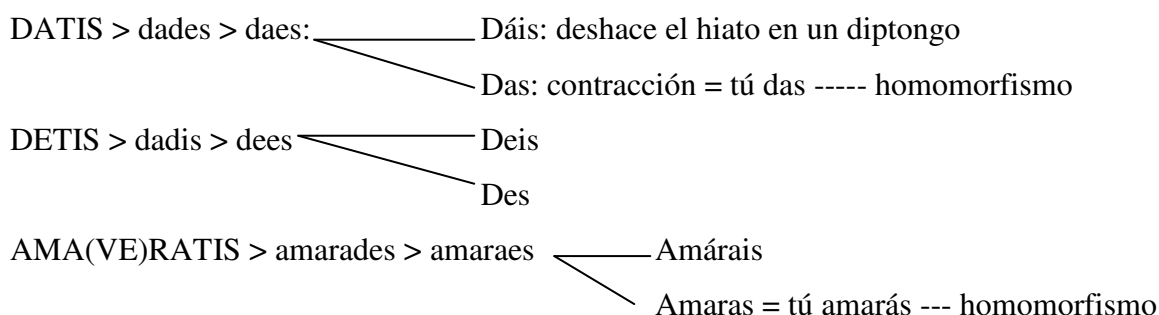 DATIS > dades > daes: Dáis: deshace el hiato en un diptongo
Das: contracción = tú das ----- homomorfismo
DETIS > dadis > dees Deis
Des
AMA(VE)RATIS > amarades > amaraes Amárais
Amaras = tú amarás --- homomorfismo